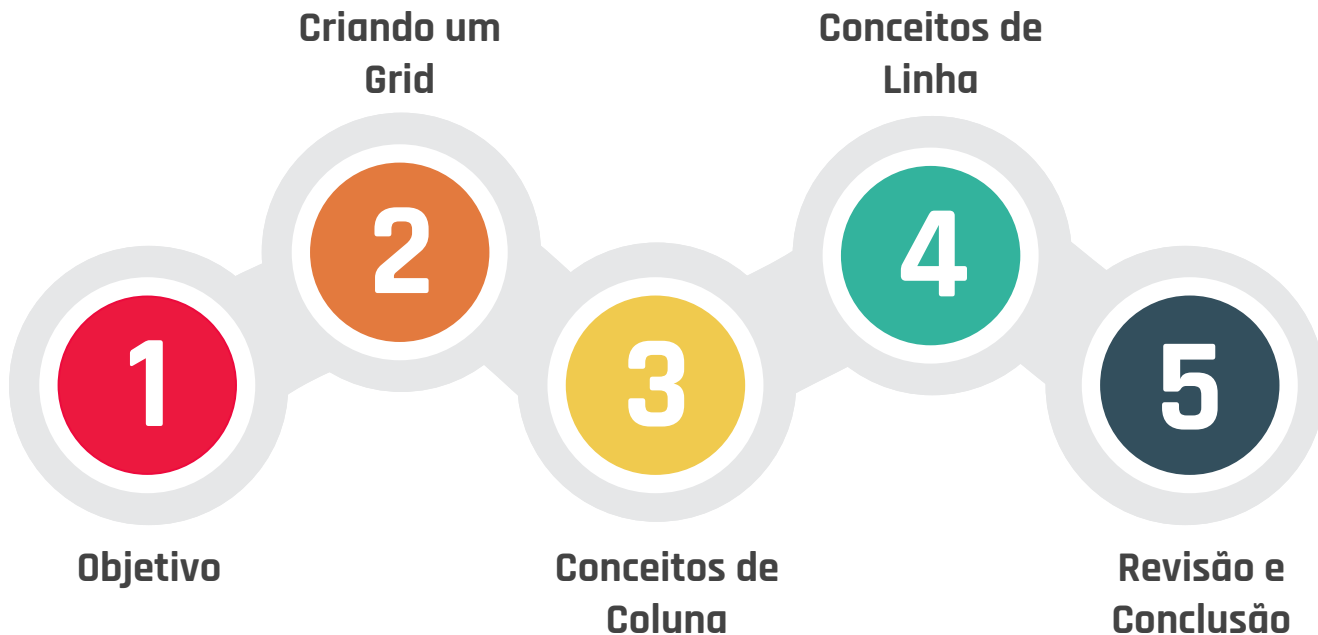 1
Objetivo
Criando um
Grid
2
3
Conceitos de
Coluna
Conceitos de
Linha
4
5
Revisão e
Conclusão